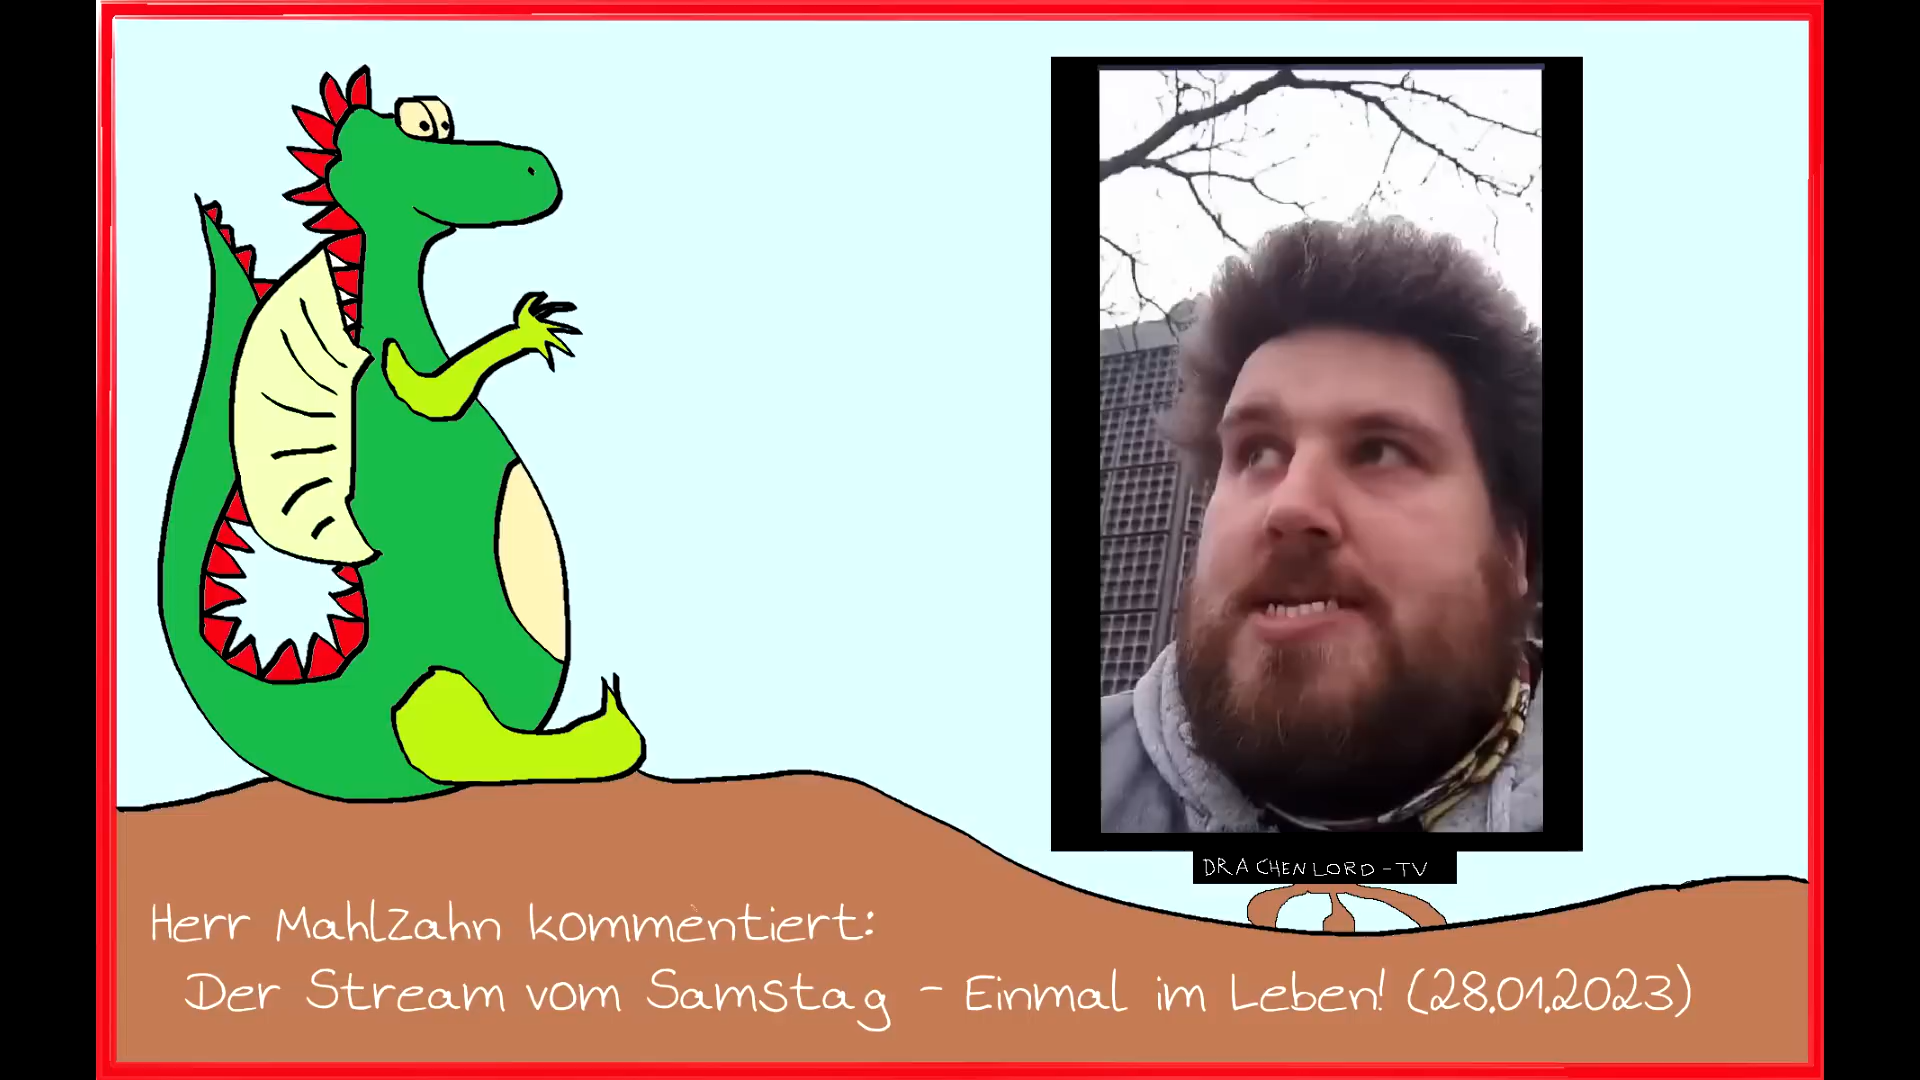 DRACHENLORD-TV
Herr Mahlzahn kommentiert:
Der Stream vom Samstag - Einmal im Leben! (28.01.2023)